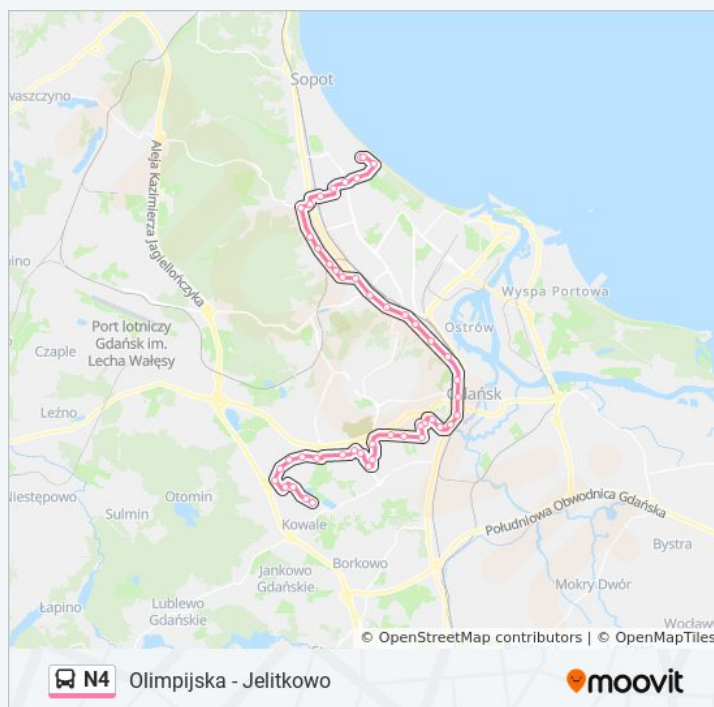 Sopot
waszczyno
Aleja Kazimierza Jagiellończyka
Wyspa Portowa
Port lotniczy
Gdańsk im.
Lecha Wałęsy
Ostrów
Czaple
Gdańsk
Leźno
Niestępowo
Otomin
Sulmin
Południowa Obwodnica Gdańska
Kowale
Bystra
Borkowo
Jankowo
Gdańskie
Mokry Dwór
Łapino
Lublewo
Gdańskie
Wocław
© OpenStreetMap contributors | © OpenMapTiles
N4 Olimpijska - Jelitkowo
moovit